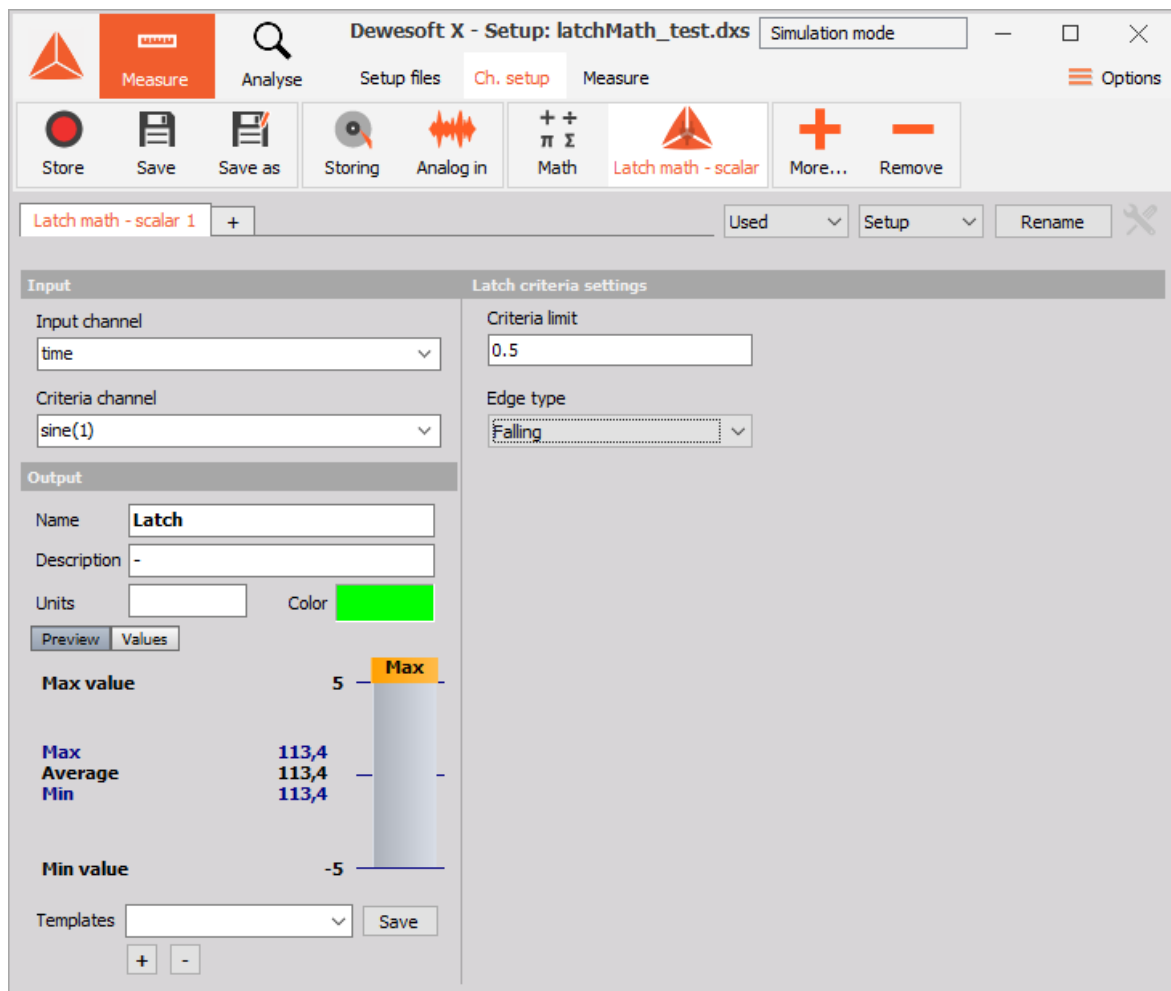 Dewesoft X - Setup: latchMath_test.dxs Simulation mode
Measure Analyse Setup files Ch. setup Measure Options
Store Save Save as Storing Analog in Math Latch math - scalar More... Remove
+ ÷
π Σ
Latch math - scalar 1 + Used Setup Rename
Input Latch criteria settings
Input channel Criteria limit
time 0.5
Criteria channel Edge type
sine(1) Falling
Output
Name Latch
Description -
Units Color
Preview Values
Max
Max value 5
Max 113,4
Average 113,4
Min 113,4
Min value -5
Templates Save
+ -